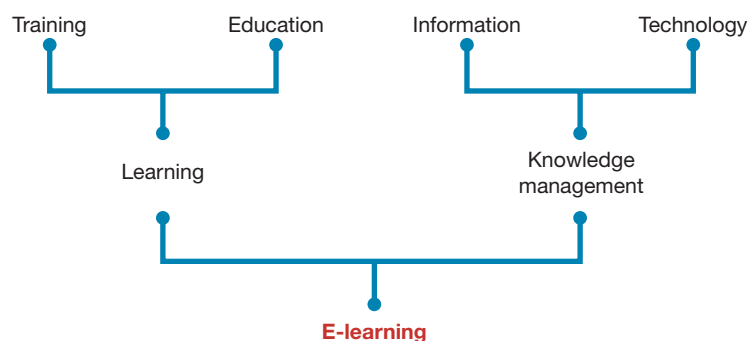 Training
Education
Information
Technology
Learning
Knowledge
management
E-learning